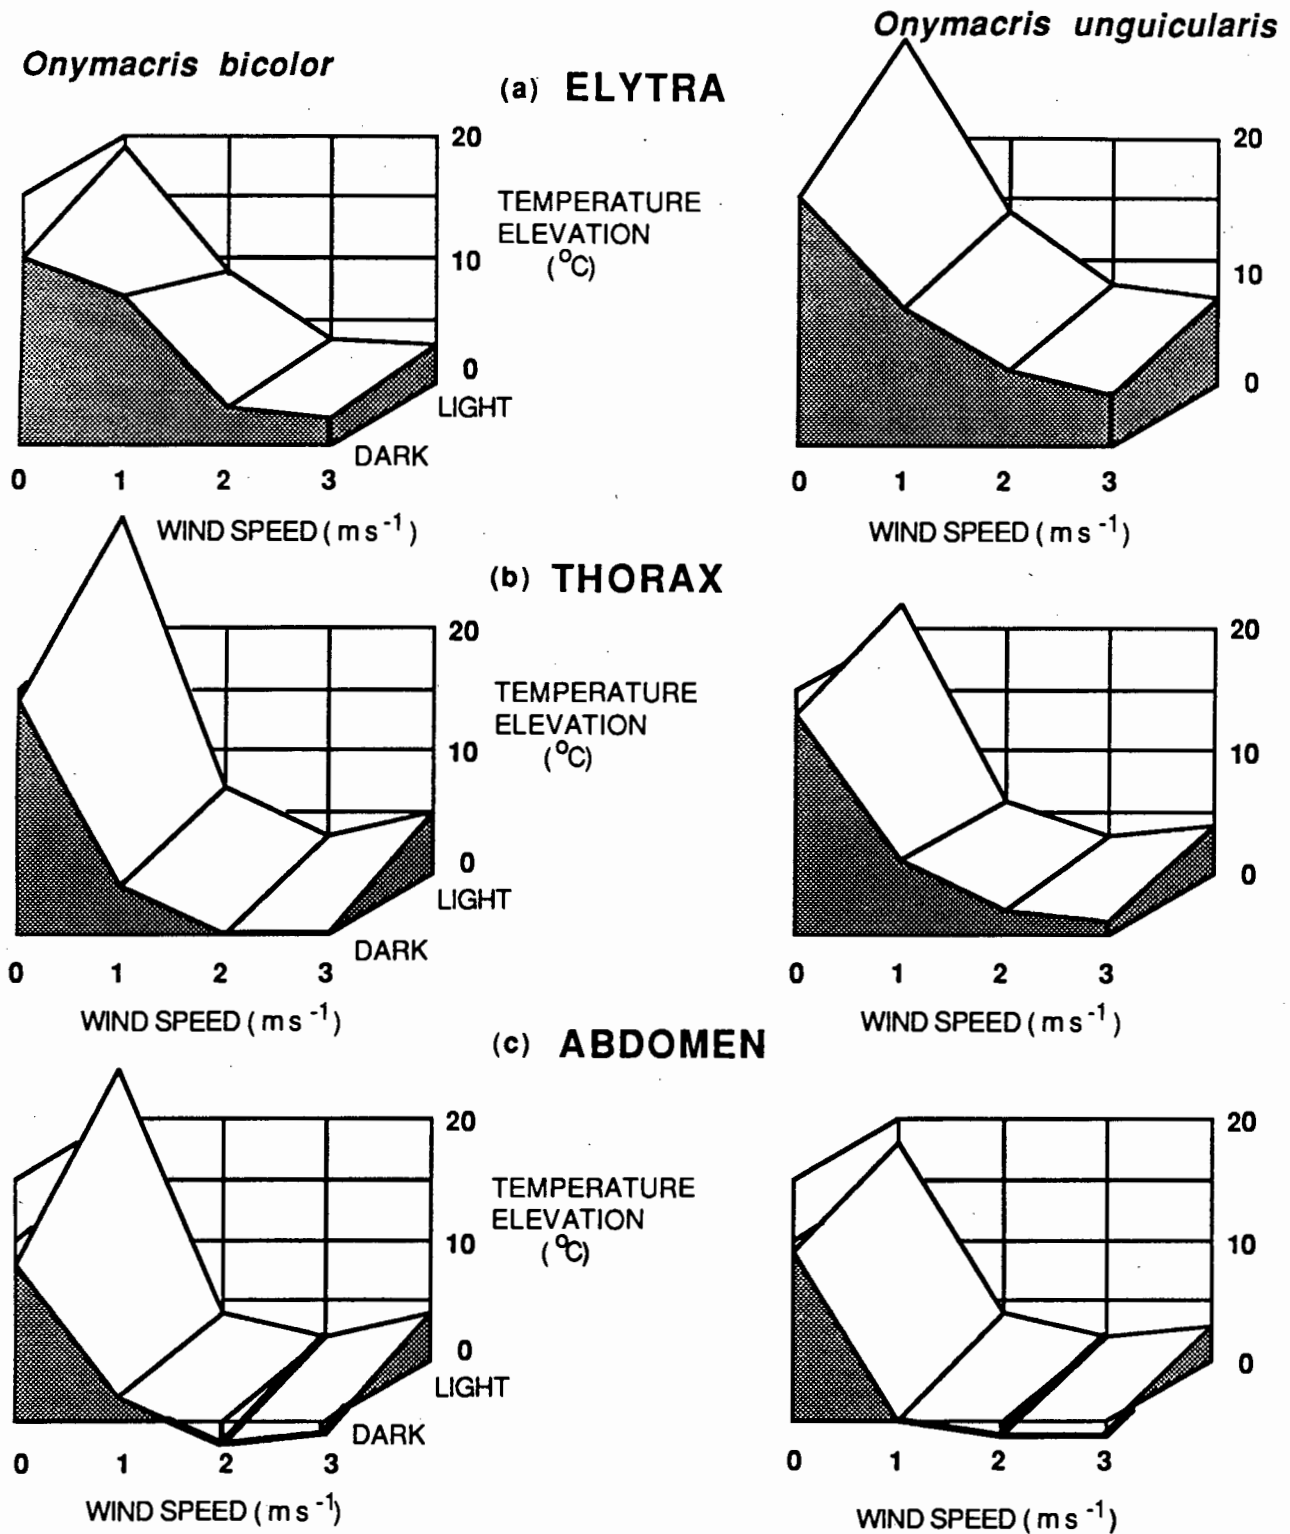 Onymacris bicolor
Onymacris unguicularis
(a) ELYTRA
20
TEMPERATURE
ELEVATION
(°C)
10
0
LIGHT
DARK
0 1 2 3
WIND SPEED (m s⁻¹)
20
10
0
0 1 2 3
WIND SPEED (m s⁻¹)
(b) THORAX
20
TEMPERATURE
ELEVATION
(°C)
10
0
LIGHT
DARK
0 1 2 3
WIND SPEED (m s⁻¹)
20
10
0
0 1 2 3
WIND SPEED (m s⁻¹)
(c) ABDOMEN
20
TEMPERATURE
ELEVATION
(°C)
10
0
LIGHT
DARK
0 1 2 3
WIND SPEED (m s⁻¹)
20
10
0
0 1 2 3
WIND SPEED (m s⁻¹)